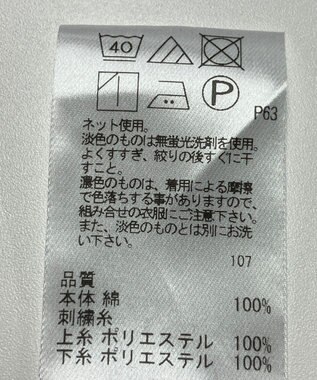 40
P
P63
ネット使用。
淡色のものは無蛍光洗剤を使用。
よくすすぎ、絞りの後すぐに干
すこと。
濃色のものは、着用による摩擦
で色落ちする事がありますので、
組み合せの衣服にご注意下さい。
また、淡色のものとは別にお洗
い下さい。
107
品質
本体 綿 100%
刺繍糸
上糸 ポリエステル 100%
下糸 ポリエステル 100%